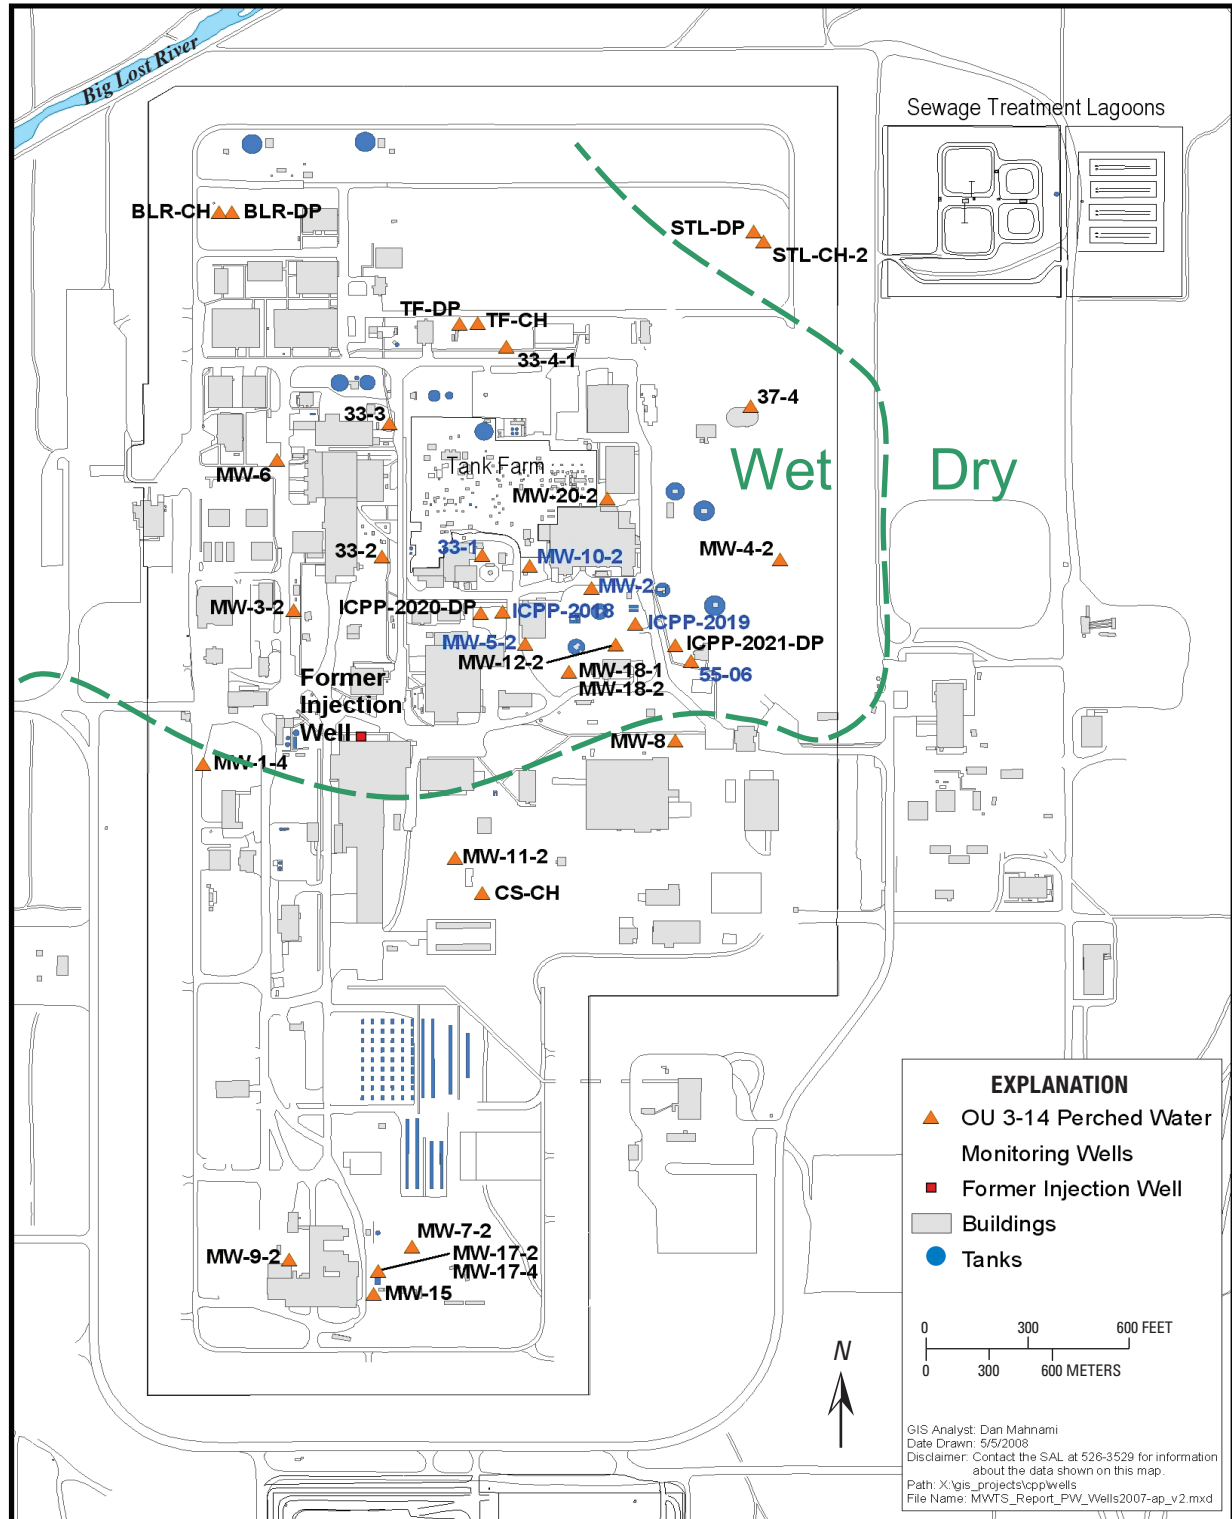 Big Lost River
Sewage Treatment Lagoons
BLR-CH
BLR-DP
STL-DP
STL-CH-2
TF-DP
TF-CH
33-4-1
37-4
33-3
Wet
Dry
MW-6
Tank Farm
MW-20-2
33-2
33-1
MW-10-2
MW-4-2
MW-2
MW-3-2
ICPP-2020-DP
ICPP-2018
ICPP-2019
MW-5-2
ICPP-2021-DP
MW-12-2
MW-18-1
MW-18-2
55-06
Former
Injection
Well
MW-8
MW-1-4
MW-11-2
CS-CH
MW-7-2
MW-9-2
MW-17-2
MW-17-4
MW-15
EXPLANATION
OU 3-14 Perched Water
Monitoring Wells
Former Injection Well
Buildings
Tanks
0 300 600 FEET
0 300 600 METERS
N
GIS Analyst: Dan Mahnami
Date Drawn: 5/5/2008
Disclaimer: Contact the SAL at 526-3529 for information
about the data shown on this map.
Path: X:\gis_projects\cpp\wells
File Name: MWTS_Report_PW_Wells2007-ap_v2.mxd